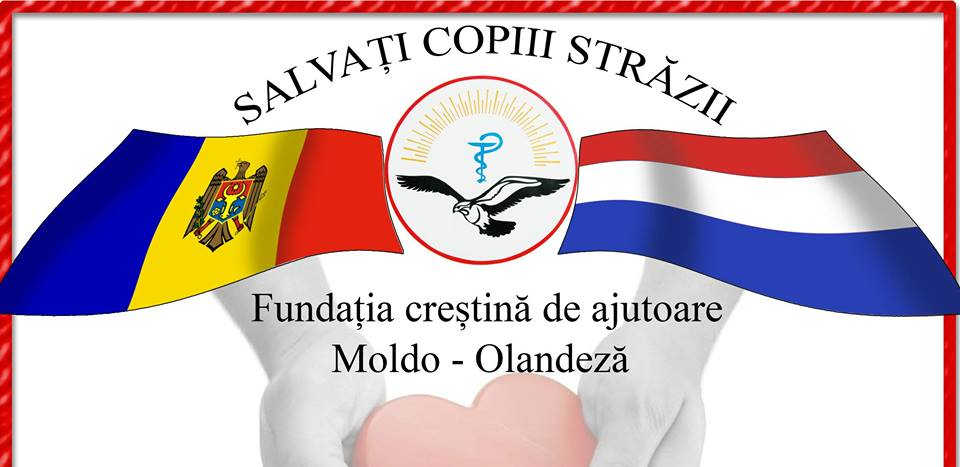 SALVAȚI COPIII STRĂZII
Fundația creștină de ajutoare
Moldo - Olandeză